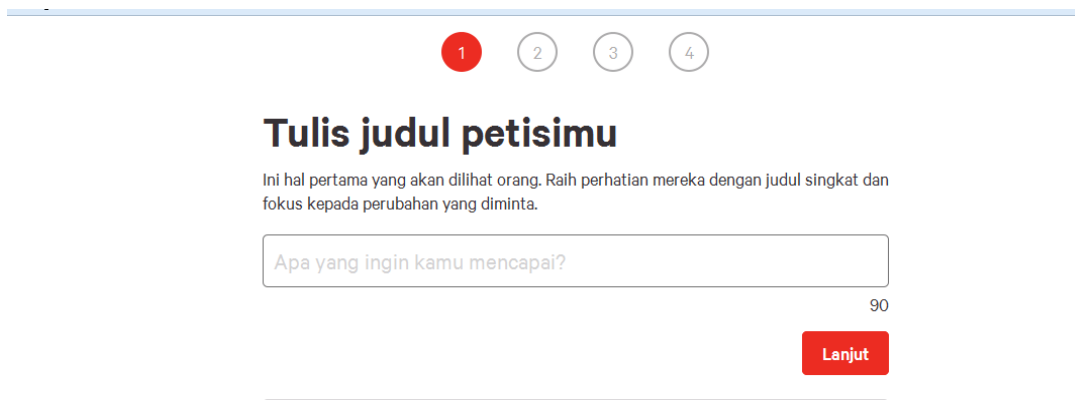 1 2 3 4
Tulis judul petisimu
Ini hal pertama yang akan dilihat orang. Raih perhatian mereka dengan judul singkat dan
fokus kepada perubahan yang diminta.
Apa yang ingin kamu mencapai?
90
Lanjut